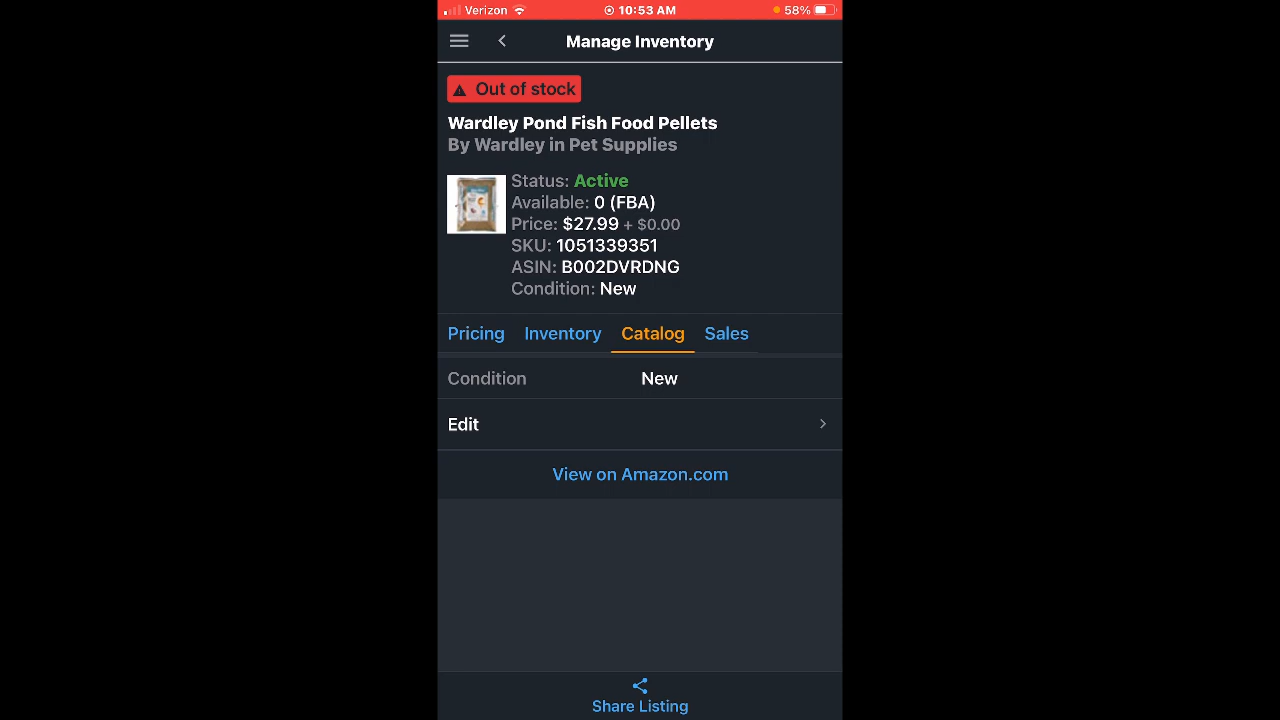 Verizon 10:53 AM 58%
Manage Inventory
Out of stock
Wardley Pond Fish Food Pellets
By Wardley in Pet Supplies
Status: Active
Available: 0 (FBA)
Price: $27.99 + $0.00
SKU: 1051339351
ASIN: B002DVRDNG
Condition: New
Pricing Inventory Catalog Sales
Condition New
Edit
View on Amazon.com
Share Listing